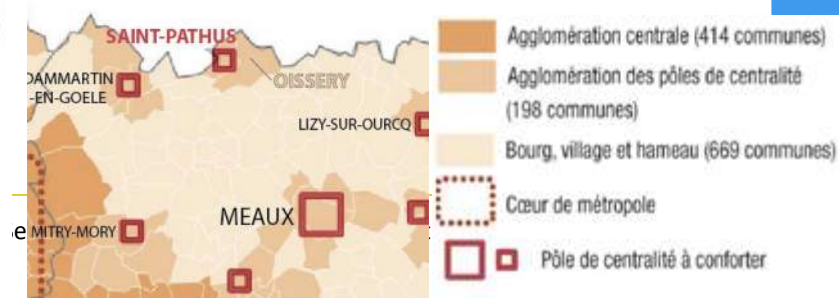 SAINT-PATHUS
OISSERY
DAMMARTIN
-EN-GOELE
LIZY-SUR-OURCQ
MEAUX
MITRY-MORY
Agglomération centrale (414 communes)
Agglomération des pôles de centralité
(198 communes)
Bourg, village et hameau (669 communes)
Cœur de métropole
Pôle de centralité à conforter